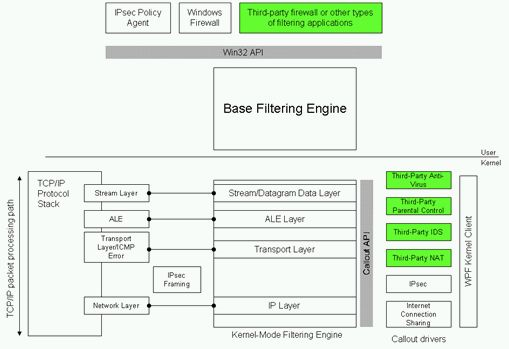 IPsec Policy
Agent
Windows
Firewall
Third-party firewall or other types
of filtering applications
Win32 API
Base Filtering Engine
User
Kernel
TCP/IP packet processing path
TCP/IP
Protocol
Stack
Stream Layer
ALE
Transport
Layer/ICMP
Error
IPsec
Framing
Network Layer
Stream/Datagram Data Layer
ALE Layer
Transport Layer
IP Layer
Kernel-Mode Filtering Engine
Callout API
Third-Party Anti-
Virus
Third-Party
Parental Control
Third-Party IDS
Third-Party NAT
IPsec
Internet
Connection
Sharing
Callout drivers
WPF Kernel Client